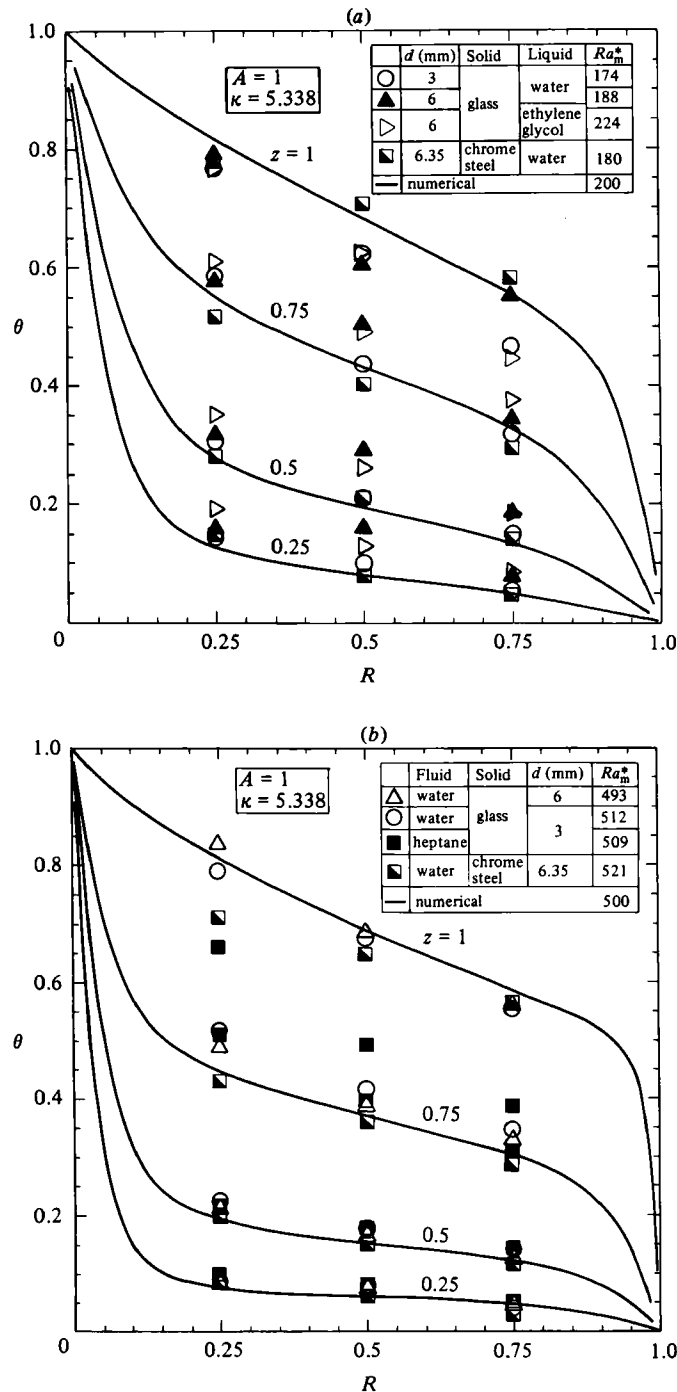 (a)
1.0
0.8
0.6
0.4
0.2
0
θ
A = 1
κ = 5.338
d (mm) Solid Liquid Ra*m
3 glass water 174
6 188
6 ethylene glycol 224
6.35 chrome steel water 180
numerical 200
z = 1
0.75
0.5
0.25
0 0.25 0.5 0.75 1.0
R
(b)
1.0
0.8
0.6
0.4
0.2
0
θ
A = 1
κ = 5.338
Fluid Solid d (mm) Ra*m
water glass 6 493
water 3 512
heptane 509
water chrome steel 6.35 521
numerical 500
z = 1
0.75
0.5
0.25
0.25 0.5 0.75 1.0
R